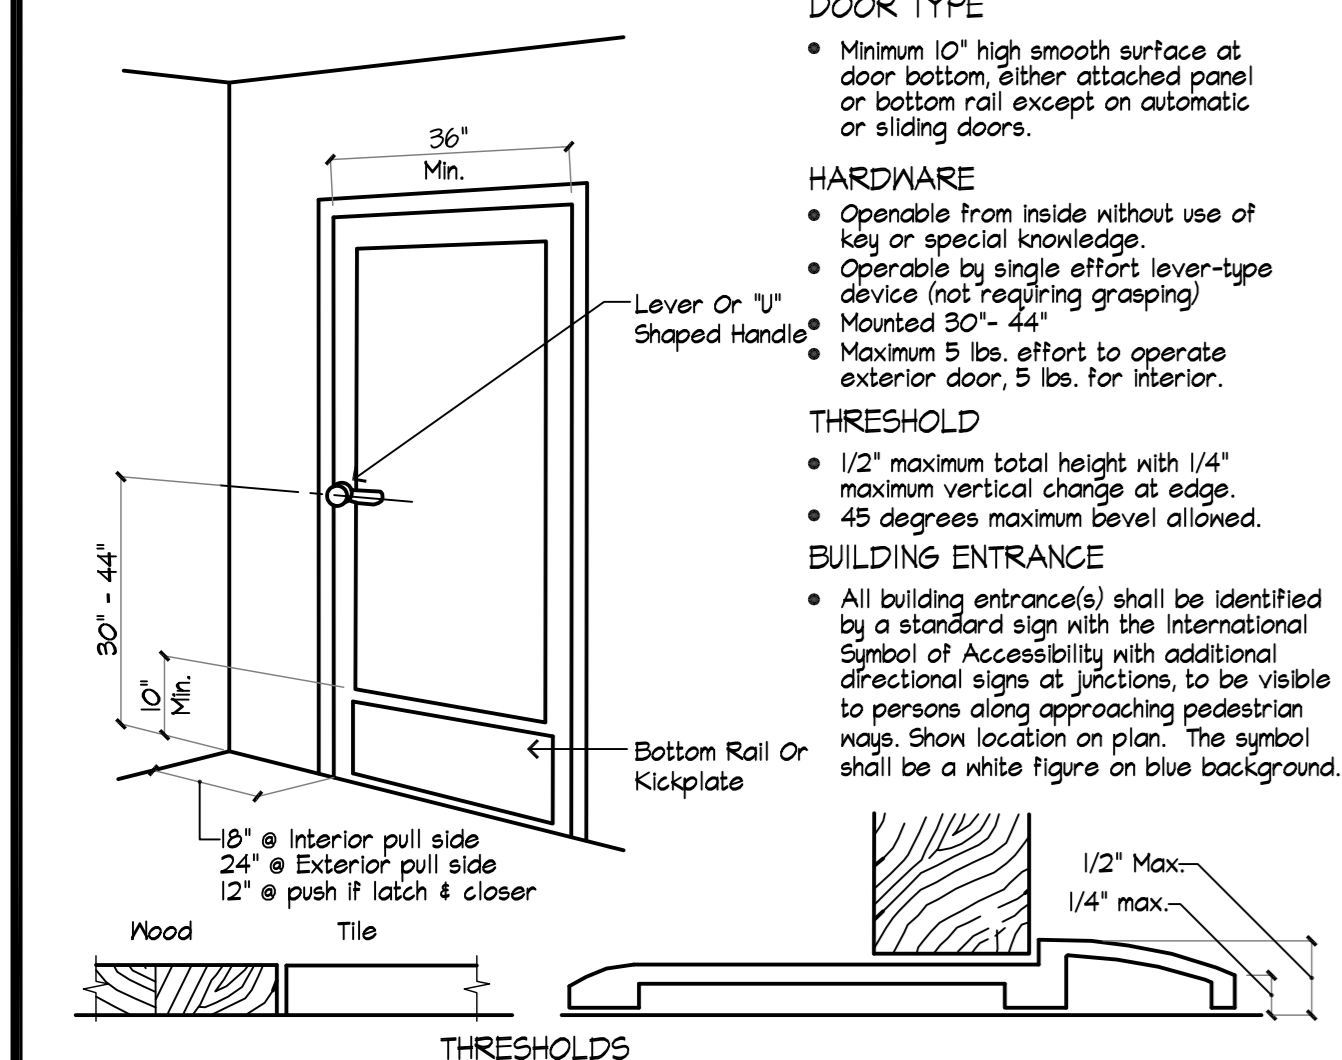 DOOR TYPE
Minimum 10" high smooth surface at
door bottom, either attached panel
or bottom rail except on automatic
or sliding doors.
HARDWARE
Openable from inside without use of
key or special knowledge.
Operable by single effort lever-type
device (not requiring grasping)
Mounted 30"- 44"
Maximum 5 lbs. effort to operate
exterior door, 5 lbs. for interior.
THRESHOLD
1/2" maximum total height with 1/4"
maximum vertical change at edge.
45 degrees maximum bevel allowed.
BUILDING ENTRANCE
All building entrance(s) shall be identified
by a standard sign with the International
Symbol of Accessibility with additional
directional signs at junctions, to be visible
to persons along approaching pedestrian
ways. Show location on plan. The symbol
shall be a white figure on blue background.
36"
Min.
Lever Or "U"
Shaped Handle
30" - 44"
10"
Min.
Bottom Rail Or
Kickplate
18" @ Interior pull side
24" @ Exterior pull side
12" @ push if latch & closer
Wood
Tile
1/2" Max.
1/4" max.
THRESHOLDS